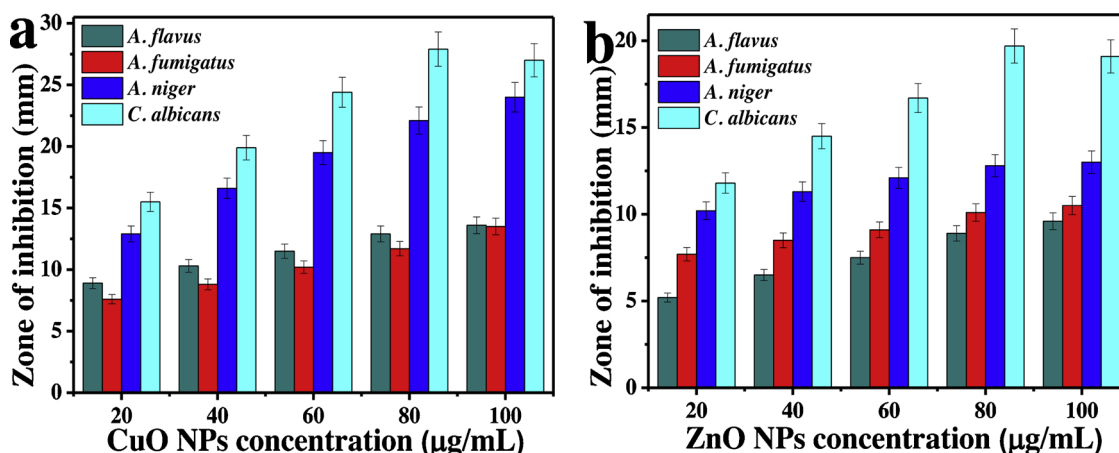 a
30
25
20
15
10
5
0
Zone of inhibition (mm)
A. flavus
A. fumigatus
A. niger
C. albicans
20 40 60 80 100
CuO NPs concentration (μg/mL)
b
20
15
10
5
0
Zone of inhibition (mm)
A. flavus
A. fumigatus
A. niger
C. albicans
20 40 60 80 100
ZnO NPs concentration (μg/mL)